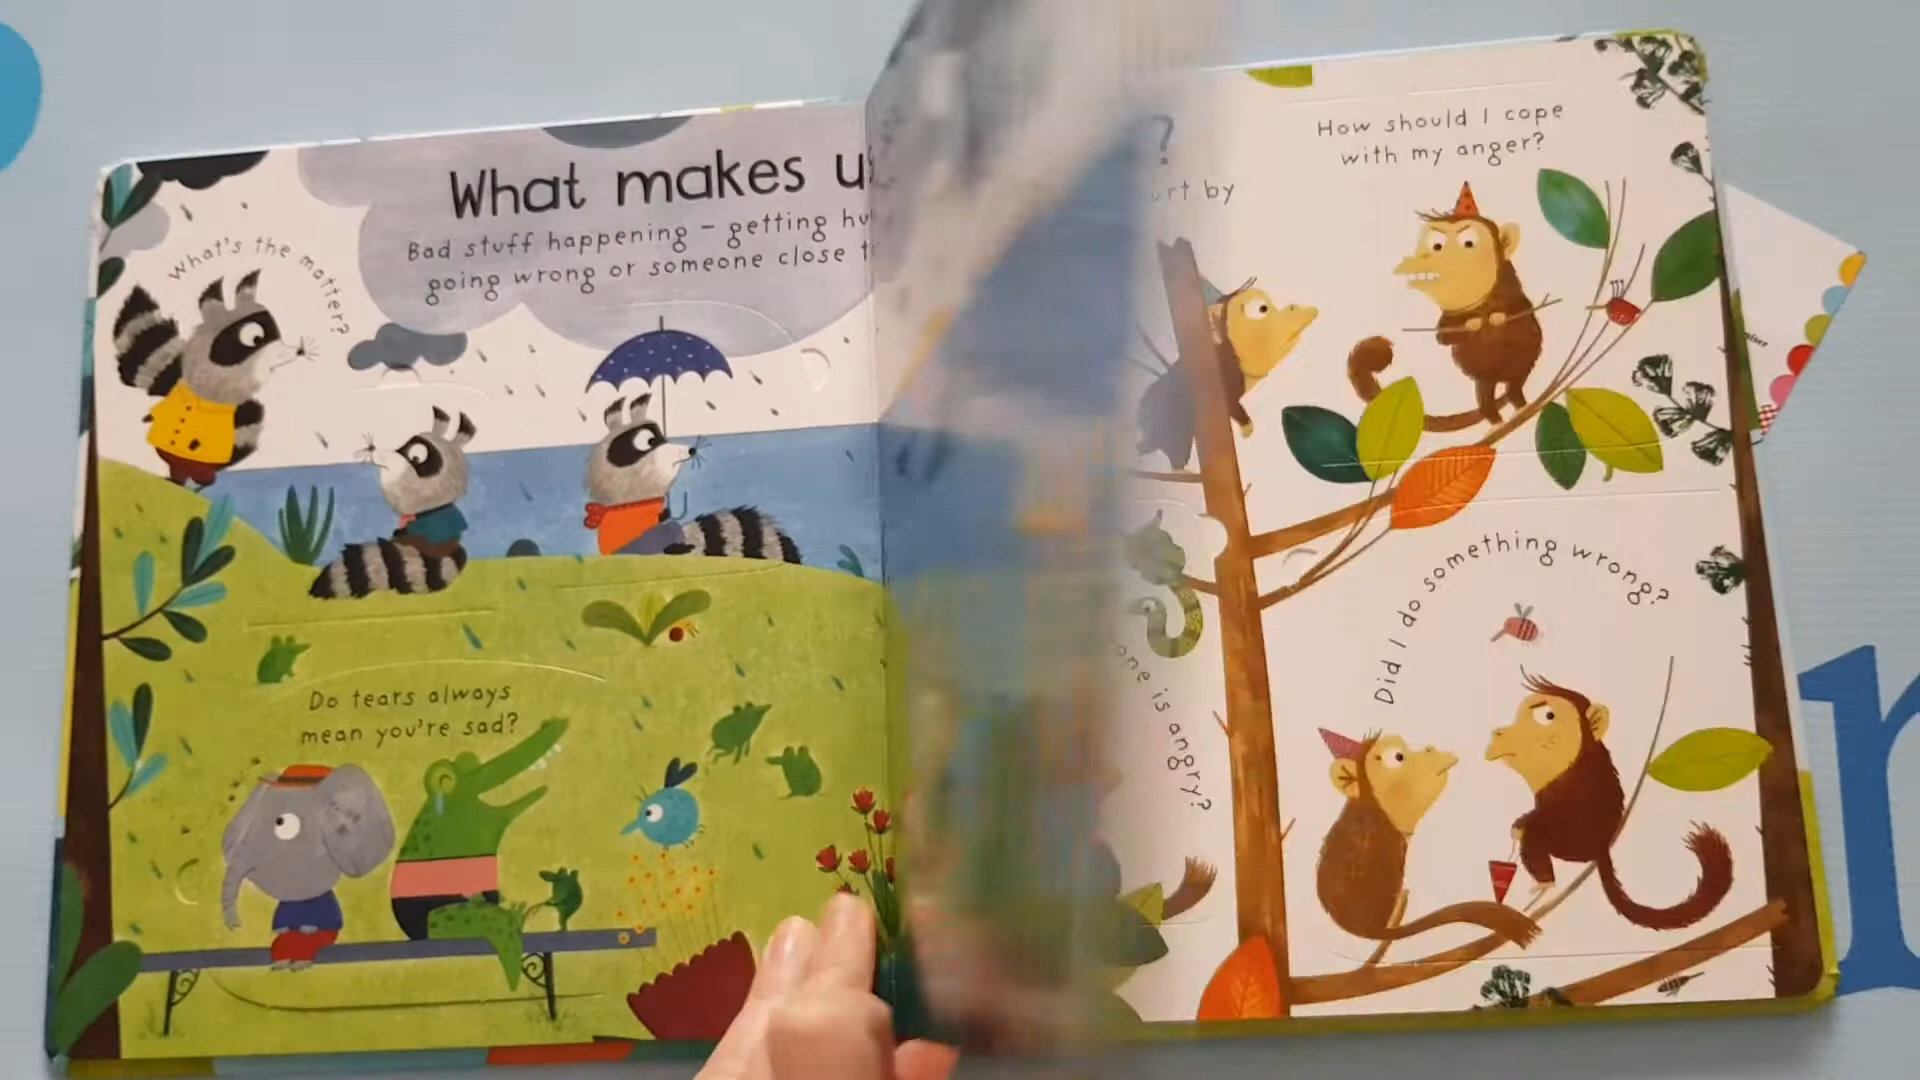 What makes us
Bad stuff happening – getting hu
going wrong or someone close t
What's the matter?
Do tears always
mean you're sad?
?
urt by
How should I cope
with my anger?
one is angry?
Did I do something wrong?
n